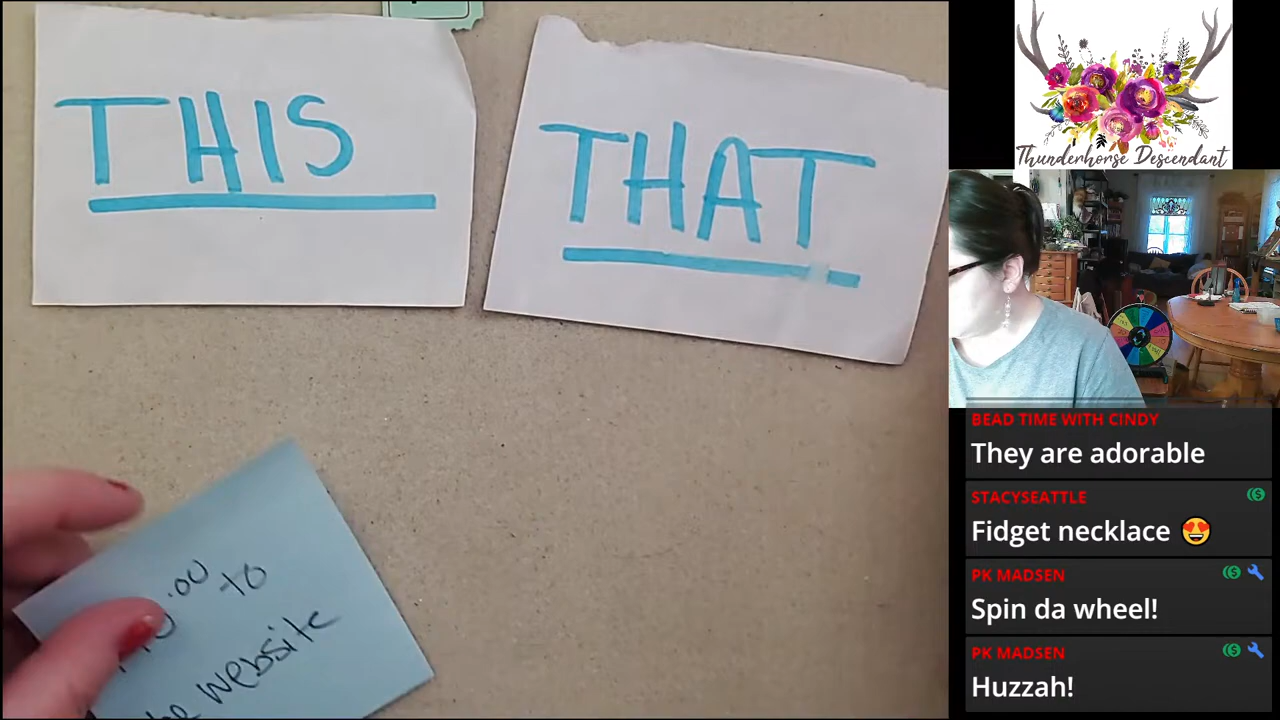 THIS
THAT
.00 to
website
Thunderhorse Descendant
BEAD TIME WITH CINDY
They are adorable
STACYSEATTLE
Fidget necklace 😍
PK MADSEN
Spin da wheel!
PK MADSEN
Huzzah!